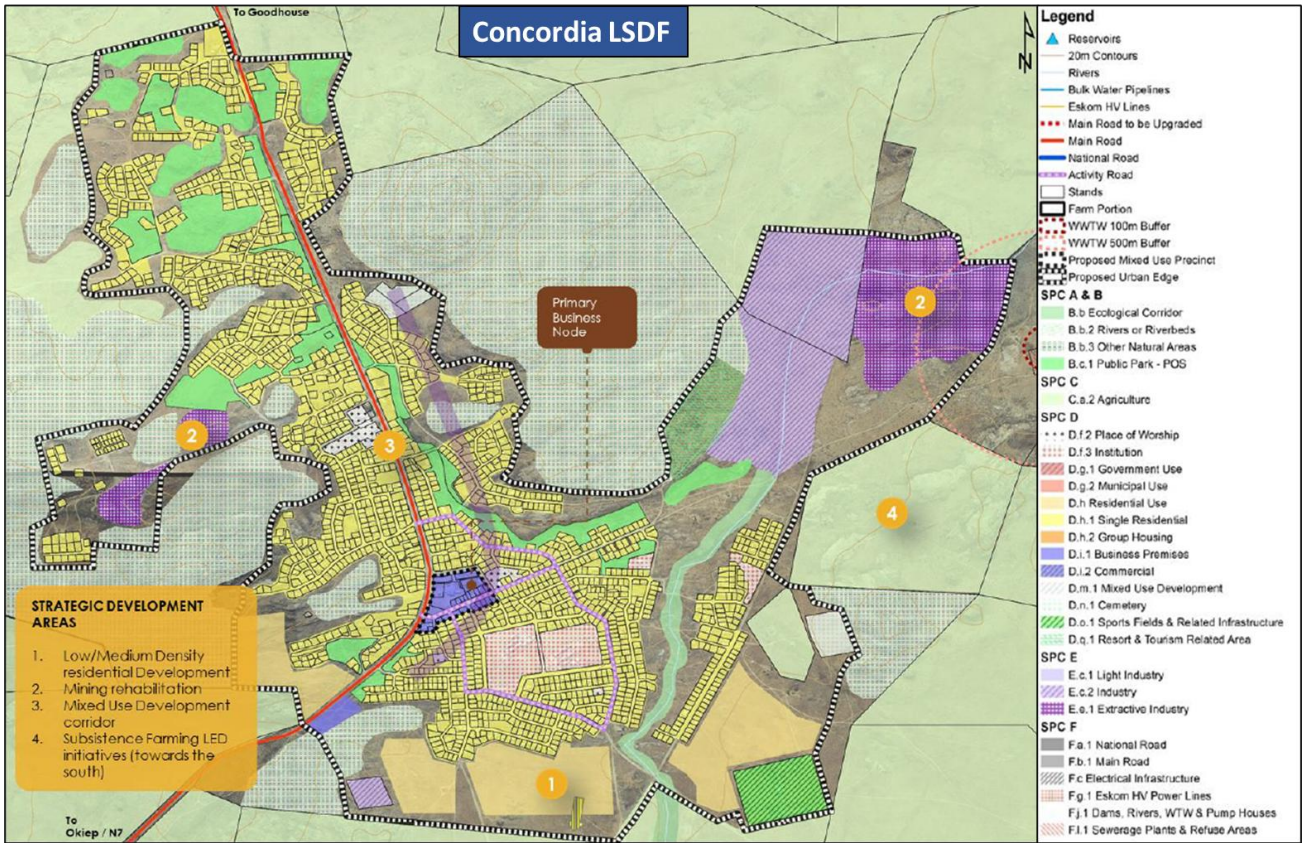 To Goodhouse
Concordia LSDF
N
Primary
Business
Node
2
2
3
4
1
STRATEGIC DEVELOPMENT
AREAS
1. Low/Medium Density
residential Development
2. Mining rehabilitation
3. Mixed Use Development
corridor
4. Subsistence Farming LED
initiatives (towards the
south)
To
Okiep / N7
Legend
Reservoirs
20m Contours
Rivers
Bulk Water Pipelines
Eskom HV Lines
Main Road to be Upgraded
Main Road
National Road
Activity Road
Stands
Farm Portion
WWTW 100m Buffer
WWTW 500m Buffer
Proposed Mixed Use Precinct
Proposed Urban Edge
SPC A & B
B.b Ecological Corridor
B.b.2 Rivers or Riverbeds
B.b.3 Other Natural Areas
B.c.1 Public Park - POS
SPC C
C.a.2 Agriculture
SPC D
D.f.2 Place of Worship
D.f.3 Institution
D.g.1 Government Use
D.g.2 Municipal Use
D.h Residential Use
D.h.1 Single Residential
D.h.2 Group Housing
D.i.1 Business Premises
D.i.2 Commercial
D.m.1 Mixed Use Development
D.n.1 Cemetery
D.o.1 Sports Fields & Related Infrastructure
D.q.1 Resort & Tourism Related Area
SPC E
E.c.1 Light Industry
E.c.2 Industry
E.e.1 Extractive Industry
SPC F
F.a.1 National Road
F.b.1 Main Road
F.c Electrical Infrastructure
F.g.1 Eskom HV Power Lines
F.j.1 Dams, Rivers, WTW & Pump Houses
F.l.1 Sewerage Plants & Refuse Areas